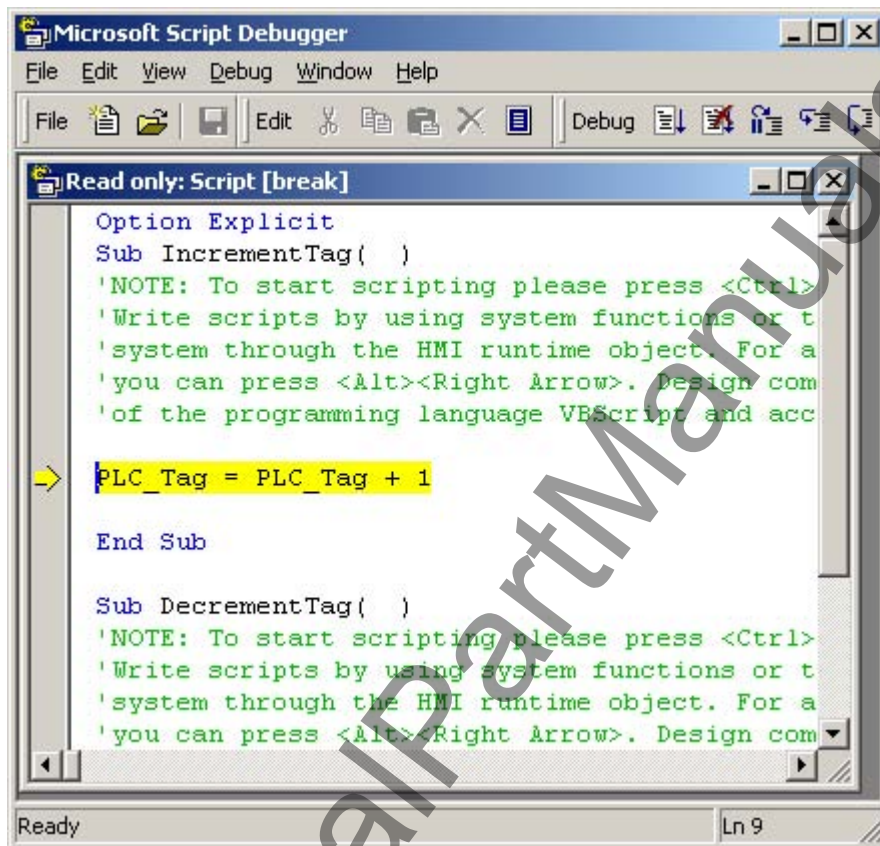 Microsoft Script Debugger
File Edit View Debug Window Help
File Edit Debug
Read only: Script [break]
Option Explicit
Sub IncrementTag( )
'NOTE: To start scripting please press <Ctrl>
'Write scripts by using system functions or t
'system through the HMI runtime object. For a
'you can press <Alt><Right Arrow>. Design com
'of the programming language VBScript and acc
PLC_Tag = PLC_Tag + 1
End Sub
Sub DecrementTag( )
'NOTE: To start scripting please press <Ctrl>
'Write scripts by using system functions or t
'system through the HMI runtime object. For a
'you can press <Alt><Right Arrow>. Design com
Ready Ln 9
alPartManuals